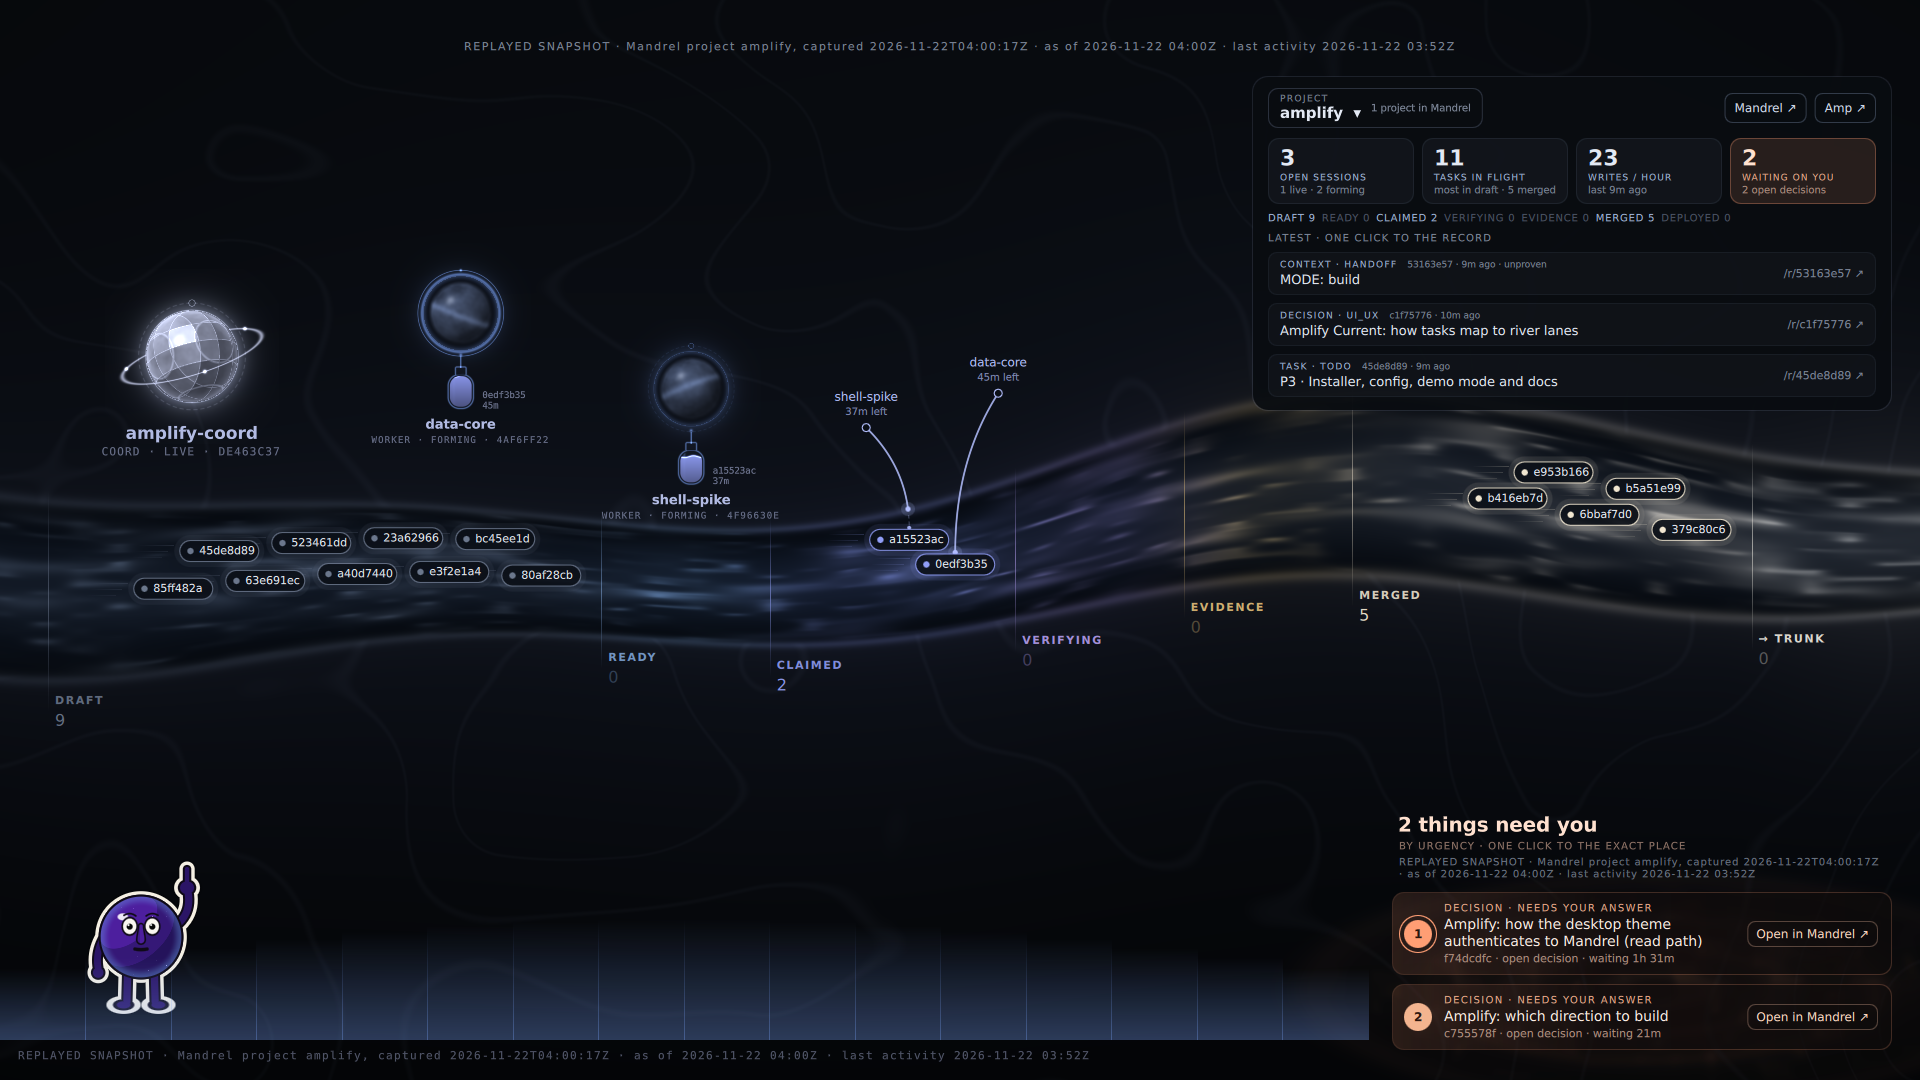 REPLAYED SNAPSHOT · Mandrel project amplify, captured 2026-11-22T04:00:17Z · as of 2026-11-22 04:00Z · last activity 2026-11-22 03:52Z
PROJECT
amplify ▾ 1 project in Mandrel
Mandrel ↗
Amp ↗
3
OPEN SESSIONS
1 live · 2 forming
11
TASKS IN FLIGHT
most in draft · 5 merged
23
WRITES / HOUR
last 9m ago
2
WAITING ON YOU
2 open decisions
DRAFT 9 READY 0 CLAIMED 2 VERIFYING 0 EVIDENCE 0 MERGED 5 DEPLOYED 0
LATEST · ONE CLICK TO THE RECORD
CONTEXT · HANDOFF 53163e57 · 9m ago · unproven
MODE: build
/r/53163e57 ↗
DECISION · UI_UX c1f75776 · 10m ago
Amplify Current: how tasks map to river lanes
/r/c1f75776 ↗
TASK · TODO 45de8d89 · 9m ago
P3 · Installer, config, demo mode and docs
/r/45de8d89 ↗
amplify-coord
COORD · LIVE · DE463C37
0edf3b35
45m
data-core
WORKER · FORMING · 4AF6FF22
a15523ac
37m
shell-spike
WORKER · FORMING · 4F96630E
shell-spike
37m left
data-core
45m left
45de8d89
523461dd
23a62966
bc45ee1d
85ff482a
63e691ec
a40d7440
e3f2e1a4
80af28cb
a15523ac
0edf3b35
e953b166
b416eb7d
b5a51e99
6bbaf7d0
379c80c6
DRAFT
9
READY
0
CLAIMED
2
VERIFYING
0
EVIDENCE
0
MERGED
5
→ TRUNK
0
2 things need you
BY URGENCY · ONE CLICK TO THE EXACT PLACE
REPLAYED SNAPSHOT · Mandrel project amplify, captured 2026-11-22T04:00:17Z
· as of 2026-11-22 04:00Z · last activity 2026-11-22 03:52Z
1
DECISION · NEEDS YOUR ANSWER
Amplify: how the desktop theme
authenticates to Mandrel (read path)
f74dcdfc · open decision · waiting 1h 31m
Open in Mandrel ↗
2
DECISION · NEEDS YOUR ANSWER
Amplify: which direction to build
c755578f · open decision · waiting 21m
Open in Mandrel ↗
REPLAYED SNAPSHOT · Mandrel project amplify, captured 2026-11-22T04:00:17Z · as of 2026-11-22 04:00Z · last activity 2026-11-22 03:52Z